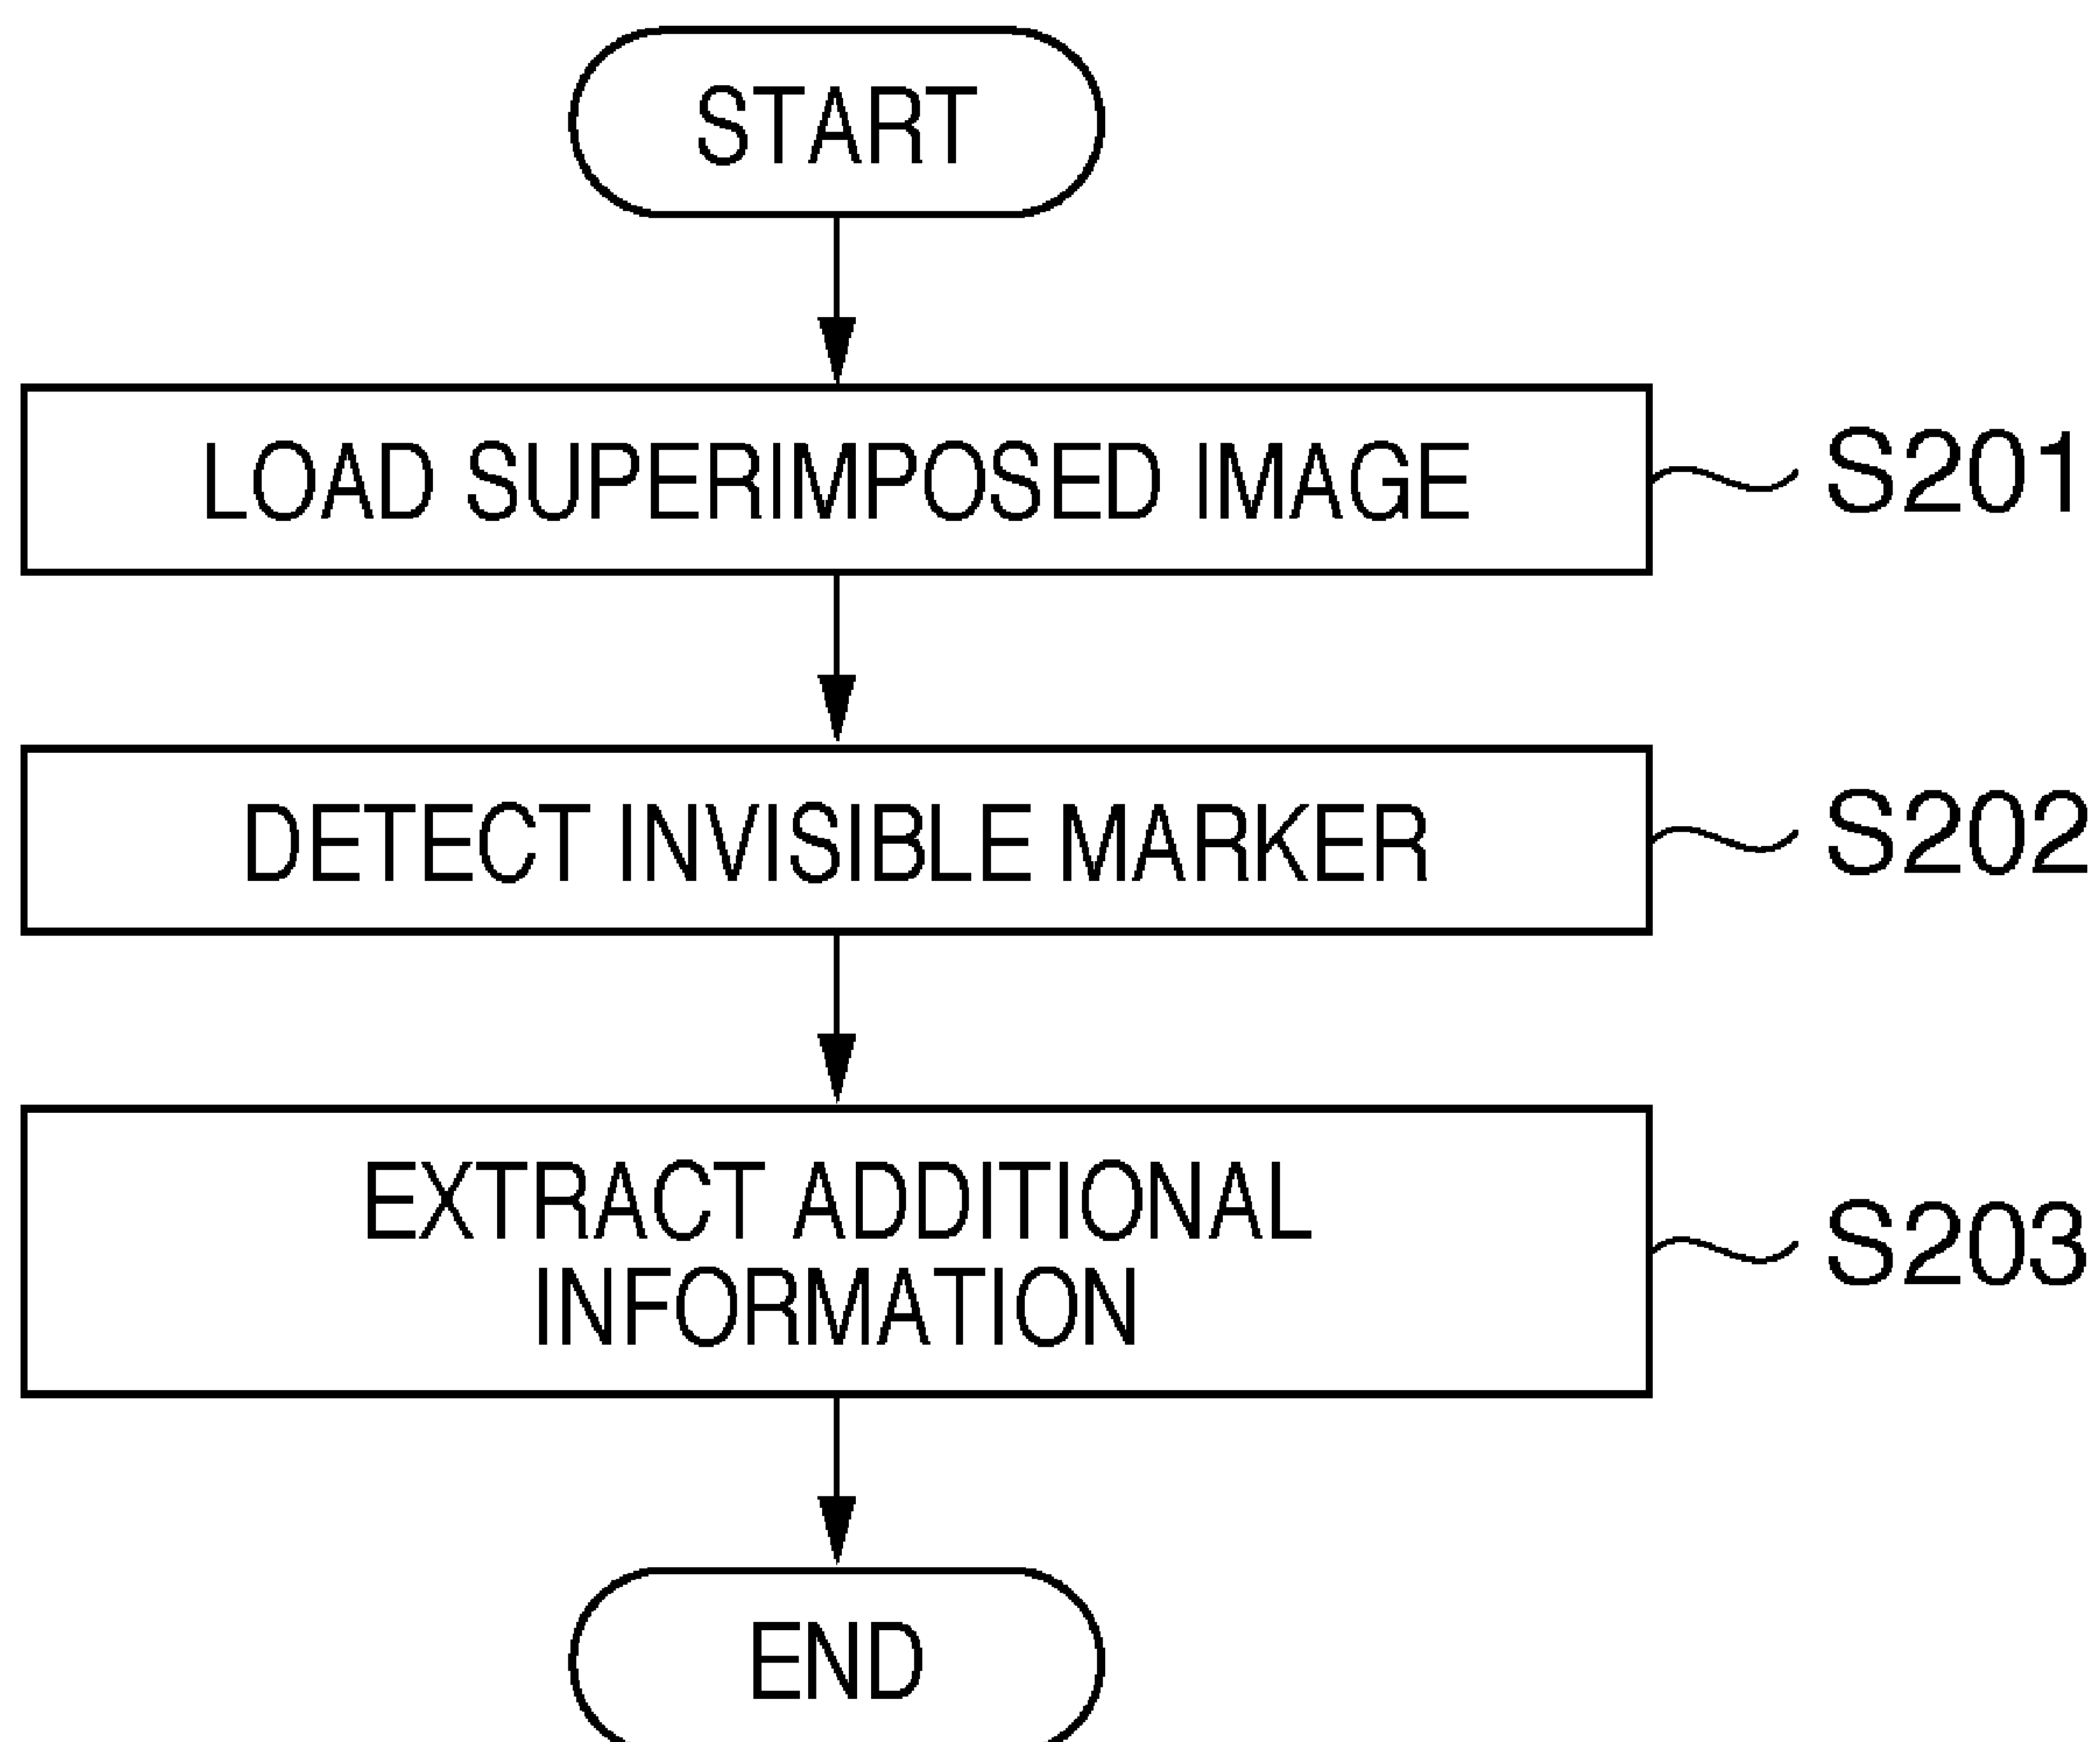 START
LOAD SUPERIMPOSED IMAGE
S201
DETECT INVISIBLE MARKER
S202
EXTRACT ADDITIONAL
INFORMATION
S203
END